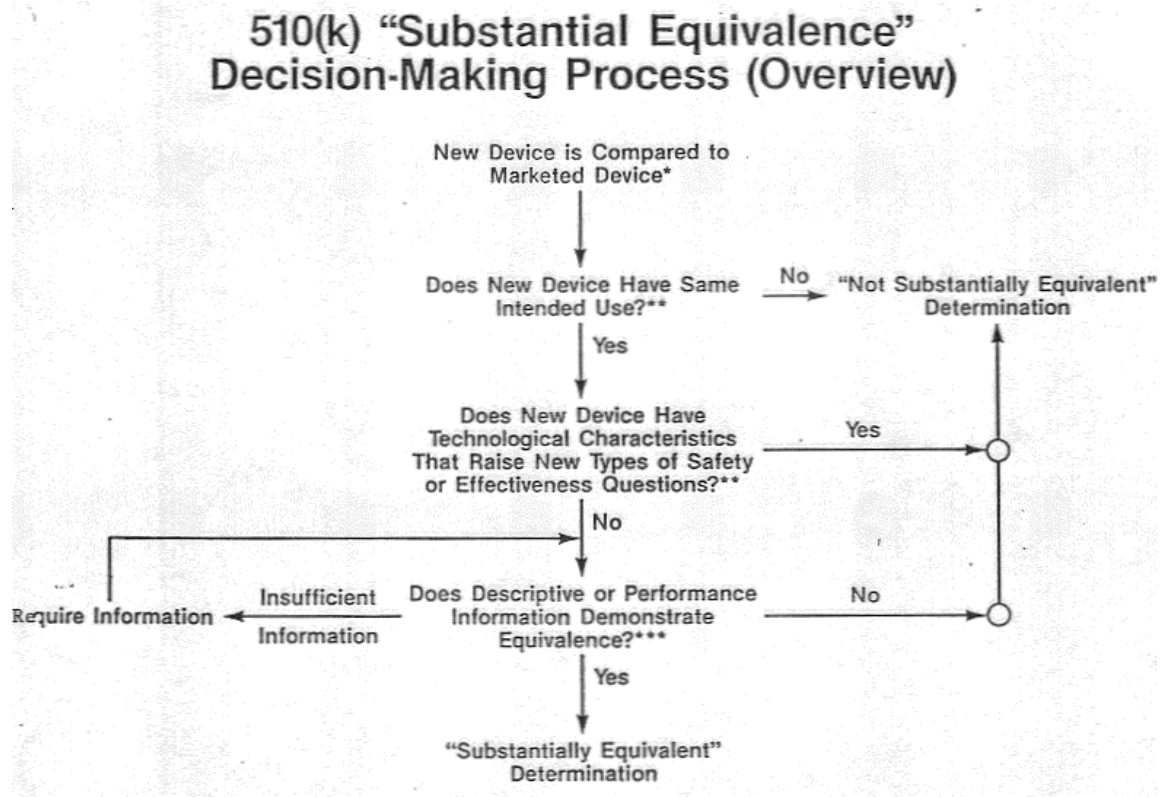 510(k) “Substantial Equivalence”
Decision-Making Process (Overview)
New Device is Compared to
Marketed Device*
Does New Device Have Same
Intended Use?**
No
“Not Substantially Equivalent”
Determination
Yes
Does New Device Have
Technological Characteristics
That Raise New Types of Safety
or Effectiveness Questions?**
Yes
No
Does Descriptive or Performance
Information Demonstrate
Equivalence?***
No
Insufficient
Information
Require Information
Yes
“Substantially Equivalent”
Determination